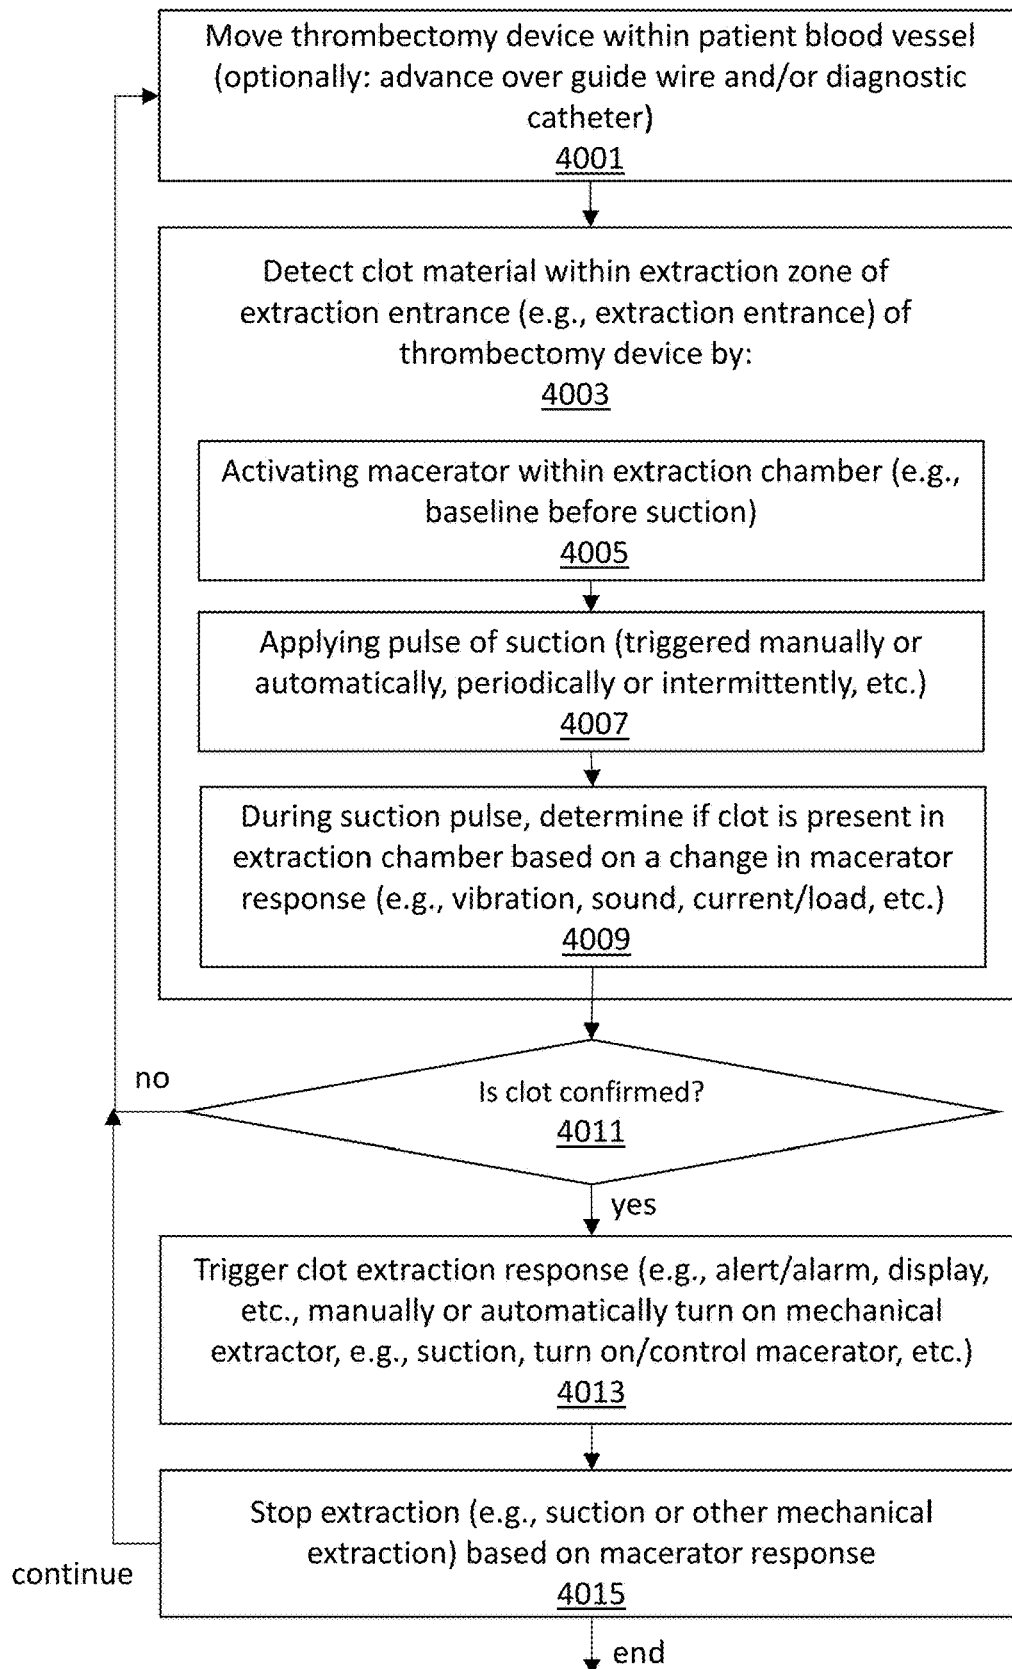 Move thrombectomy device within patient blood vessel
(optionally: advance over guide wire and/or diagnostic
catheter)
4001
Detect clot material within extraction zone of
extraction entrance (e.g., extraction entrance) of
thrombectomy device by:
4003
Activating macerator within extraction chamber (e.g.,
baseline before suction)
4005
Applying pulse of suction (triggered manually or
automatically, periodically or intermittently, etc.)
4007
During suction pulse, determine if clot is present in
extraction chamber based on a change in macerator
response (e.g., vibration, sound, current/load, etc.)
4009
no
Is clot confirmed?
4011
yes
Trigger clot extraction response (e.g., alert/alarm, display,
etc., manually or automatically turn on mechanical
extractor, e.g., suction, turn on/control macerator, etc.)
4013
Stop extraction (e.g., suction or other mechanical
extraction) based on macerator response
4015
continue
end